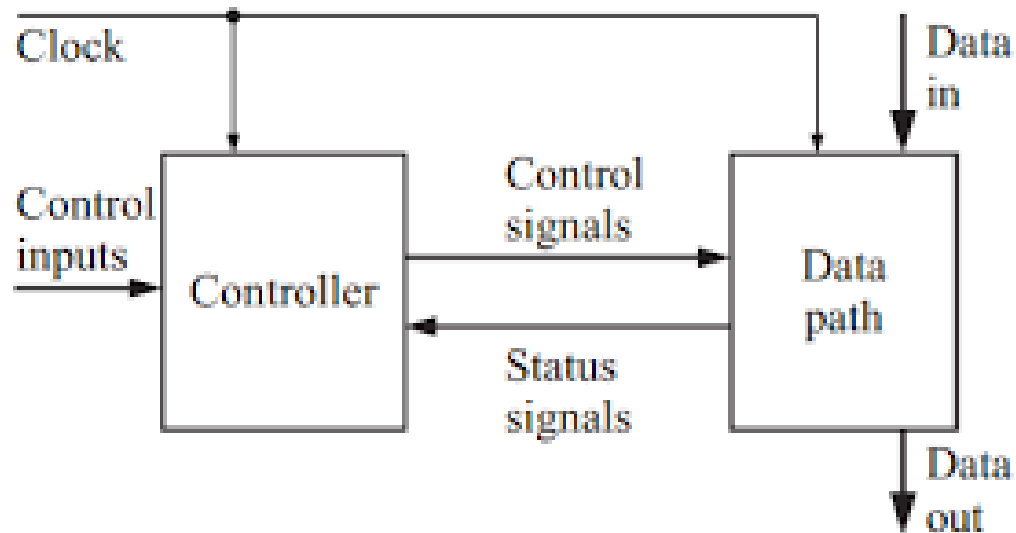 Clock
Data
in
Control
inputs
Control
signals
Controller
Data
path
Status
signals
Data
out